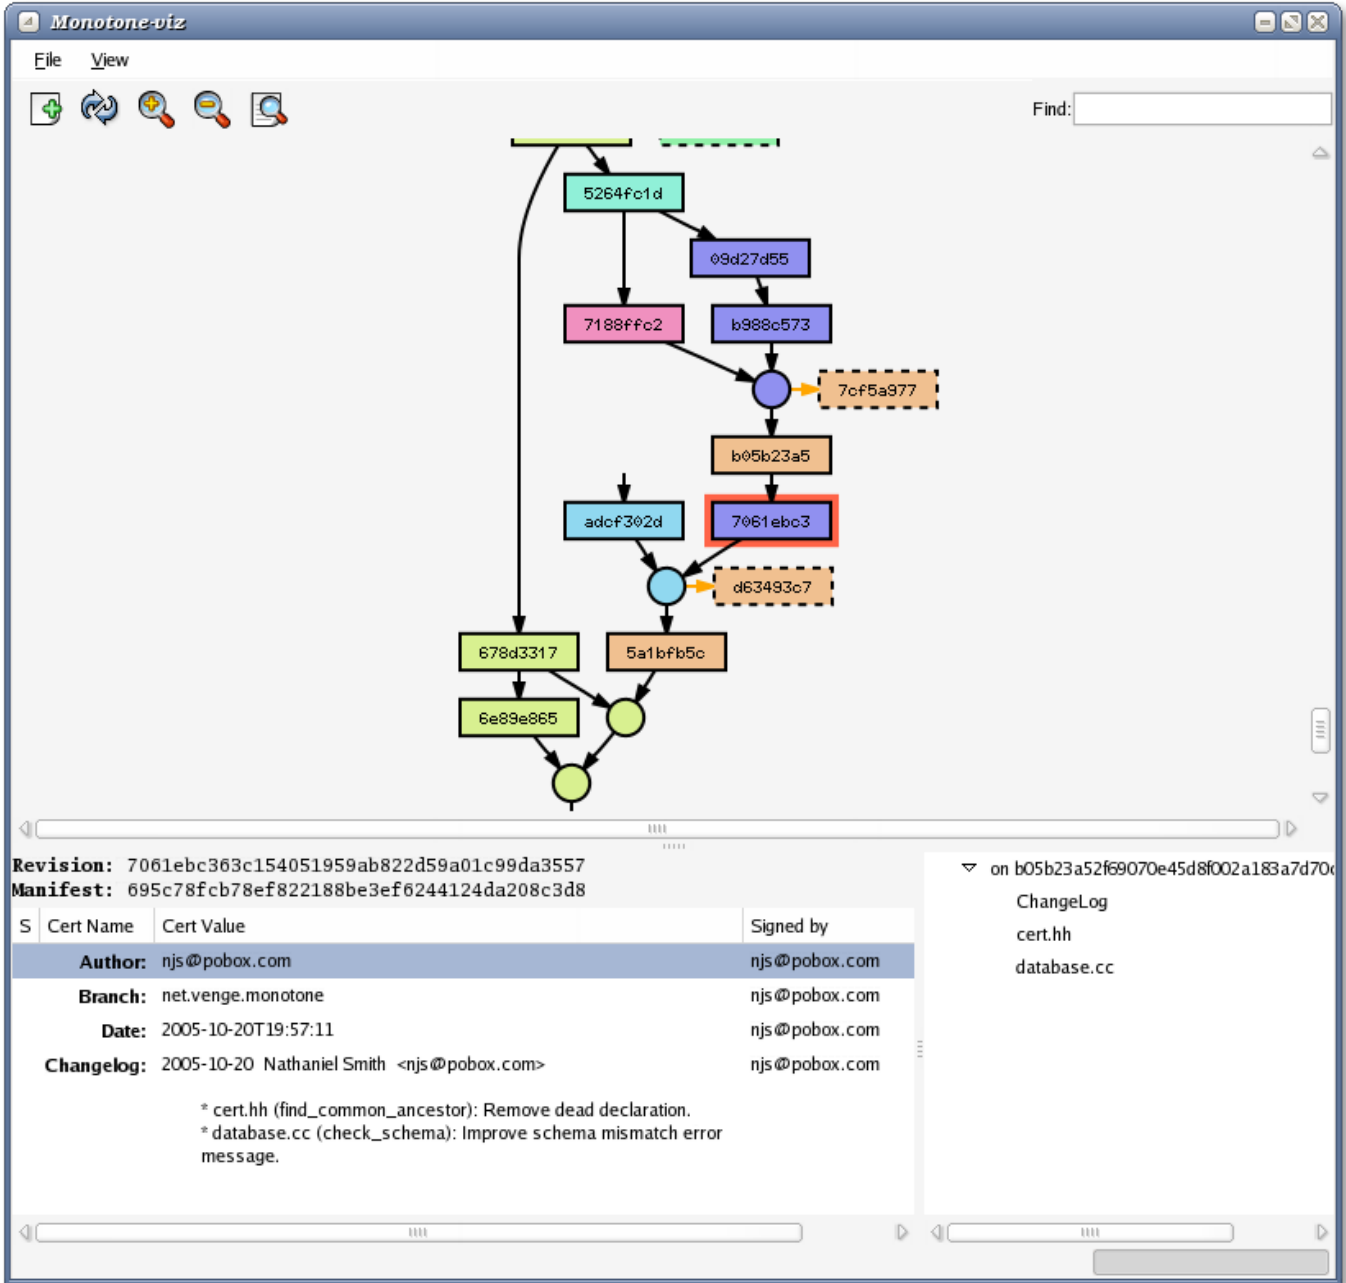 Monotone-viz
File View
Find:
5264fc1d
09d27d55
7188ffc2 b988c573
7cf5a977
b05b23a5
adcf302d 7061ebc3
d63493c7
678d3317 5a1bfb5c
6e89e865
Revision: 7061ebc363c154051959ab822d59a01c99da3557
Manifest: 695c78fcb78ef822188be3ef6244124da208c3d8
on b05b23a52f69070e45d8f002a183a7d70
ChangeLog
cert.hh
database.cc
S Cert Name Cert Value Signed by
Author: njs@pobox.com njs@pobox.com
Branch: net.venge.monotone njs@pobox.com
Date: 2005-10-20T19:57:11 njs@pobox.com
Changelog: 2005-10-20 Nathaniel Smith <njs@pobox.com> njs@pobox.com
* cert.hh (find_common_ancestor): Remove dead declaration.
* database.cc (check_schema): Improve schema mismatch error
message.